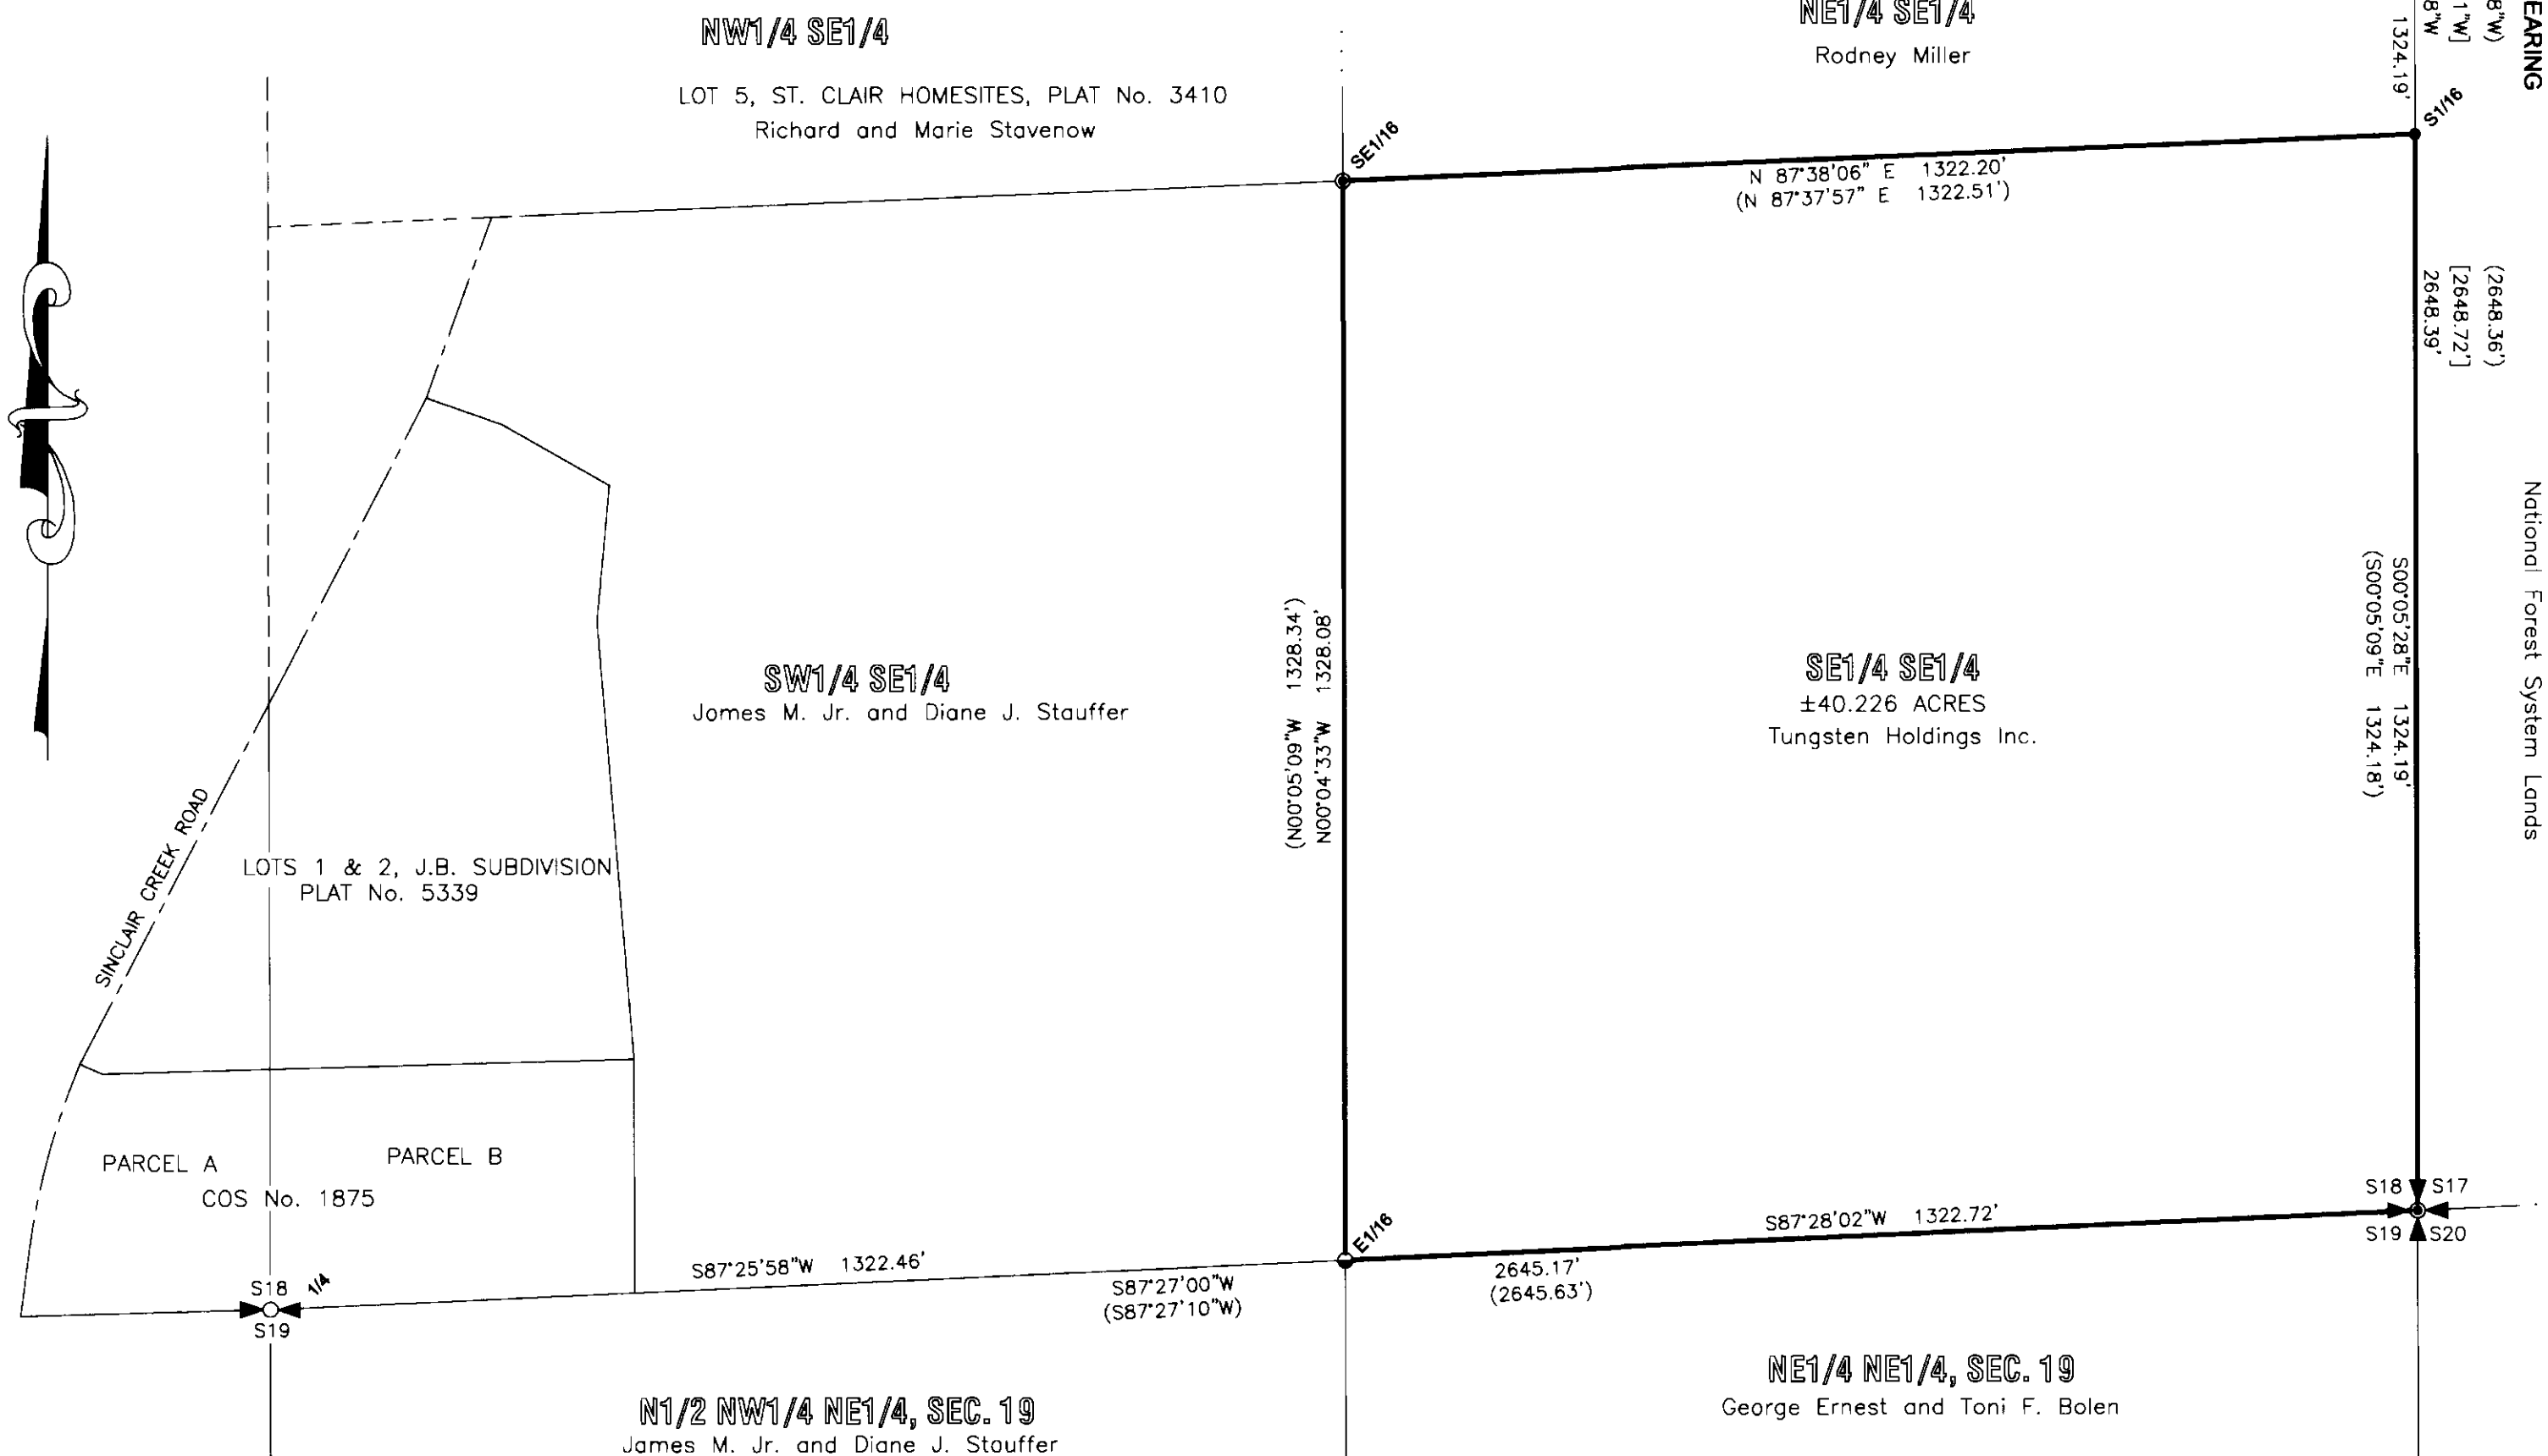 NW1/4 SE1/4
LOT 5, ST. CLAIR HOMESITES, PLAT No. 3410
Richard and Marie Stavenow
NE1/4 SE1/4
Rodney Miller
EARING
8"W)
1"W]
8"W
1324.19'
S1/16
SE1/16
N 87°38'06" E 1322.20'
(N 87°37'57" E 1322.51')
(2648.36')
[2648.72']
2648.39'
National Forest System Lands
S00°05'28"E 1324.19'
(S00°05'09"E 1324.18')
N00°04'33"W 1328.08'
(N00°05'09"W 1328.34')
SW1/4 SE1/4
Jomes M. Jr. and Diane J. Stauffer
SE1/4 SE1/4
±40.226 ACRES
Tungsten Holdings Inc.
SINCLAIR CREEK ROAD
LOTS 1 & 2, J.B. SUBDIVISION
PLAT No. 5339
PARCEL A
PARCEL B
COS No. 1875
S18
S17
S19
S20
E1/16
S87°28'02"W 1322.72'
S87°25'58"W 1322.46'
S87°27'00"W
(S87°27'10"W)
2645.17'
(2645.63')
S18
1/4
S19
N1/2 NW1/4 NE1/4, SEC. 19
James M. Jr. and Diane J. Stouffer
NE1/4 NE1/4, SEC. 19
George Ernest and Toni F. Bolen